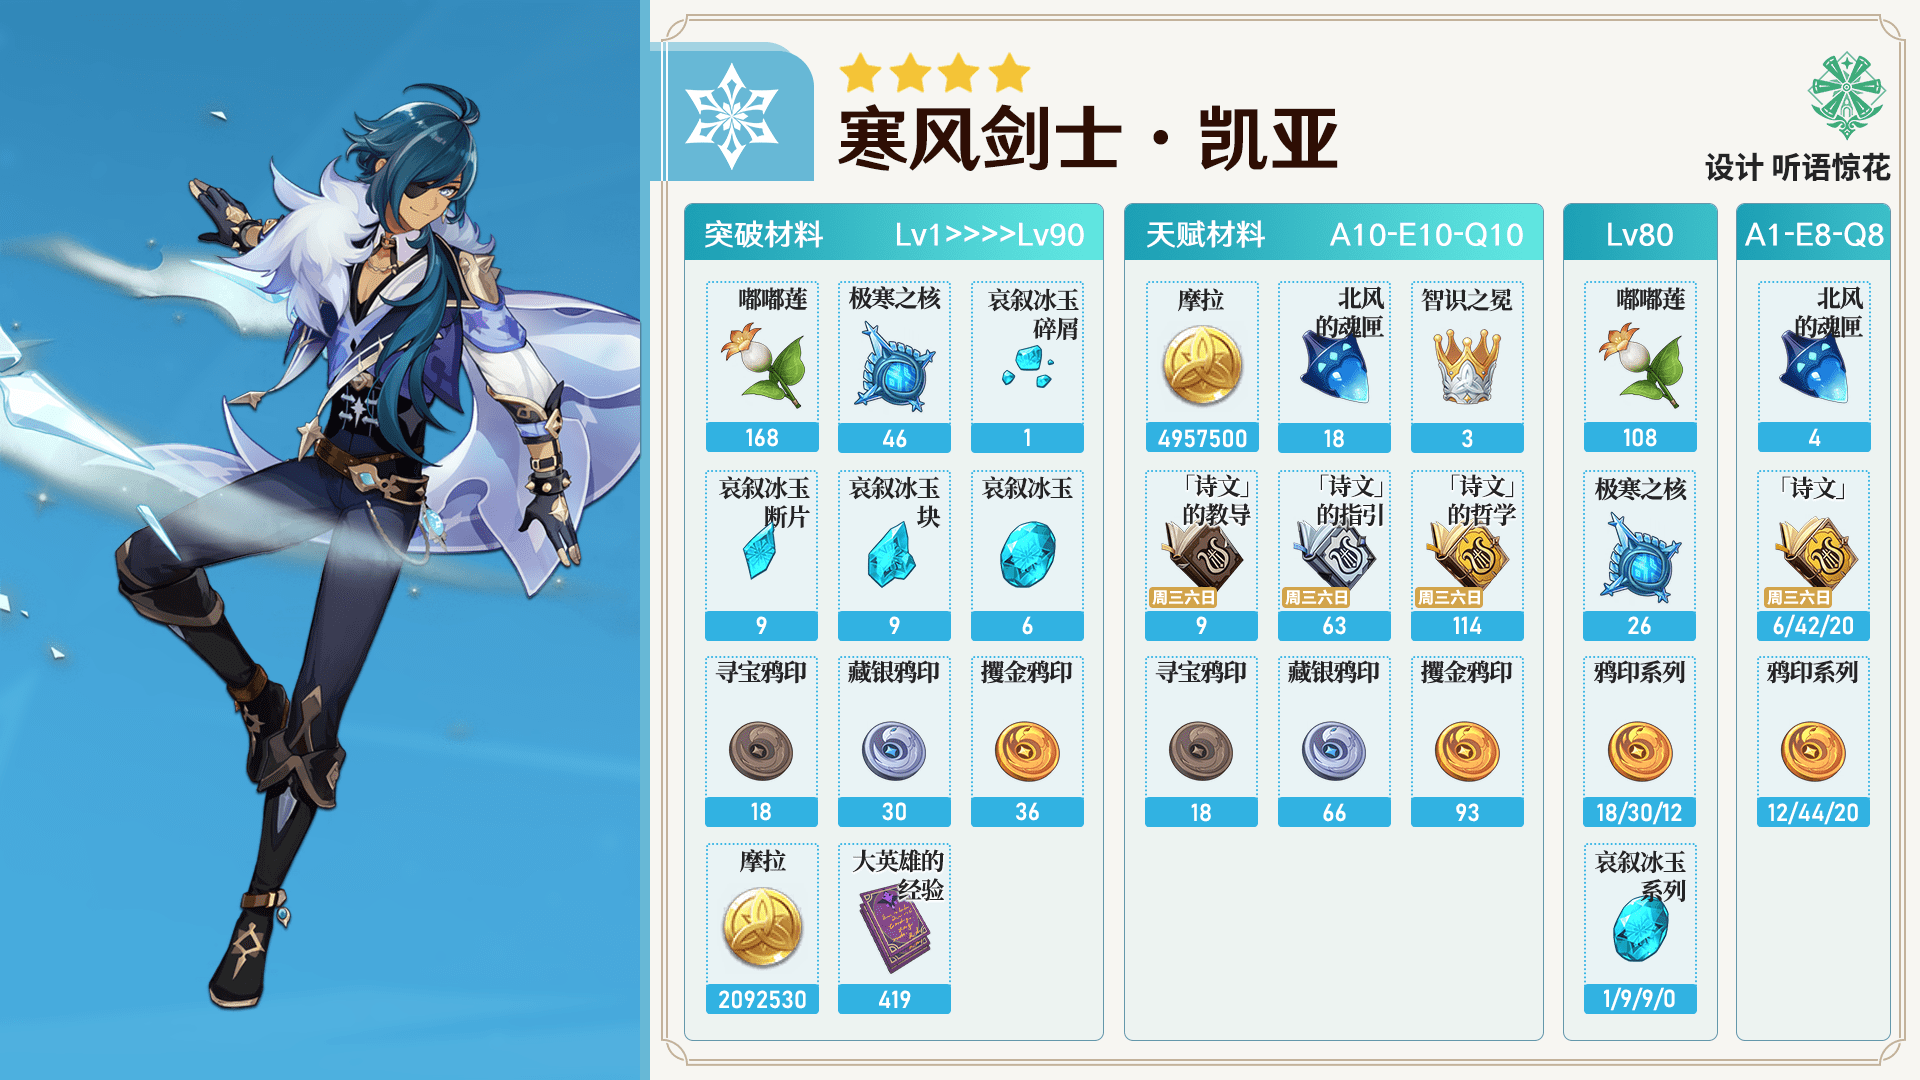 寒风剑士·凯亚
设计 听语惊花
突破材料 Lv1>>>>Lv90
嘟嘟莲
168
极寒之核
46
哀叙冰玉
碎屑
1
哀叙冰玉
断片
9
哀叙冰玉
块
9
哀叙冰玉
6
寻宝鸦印
18
藏银鸦印
30
攫金鸦印
36
摩拉
2092530
大英雄的
经验
419
天赋材料 A10-E10-Q10
摩拉
4957500
北风
的魂匣
18
智识之冕
3
「诗文」
的教导
周三六日
9
「诗文」
的指引
周三六日
63
「诗文」
的哲学
周三六日
114
寻宝鸦印
18
藏银鸦印
66
攫金鸦印
93
Lv80
嘟嘟莲
108
极寒之核
26
鸦印系列
18/30/12
哀叙冰玉
系列
1/9/9/0
A1-E8-Q8
北风
的魂匣
4
「诗文」
周三六日
6/42/20
鸦印系列
12/44/20